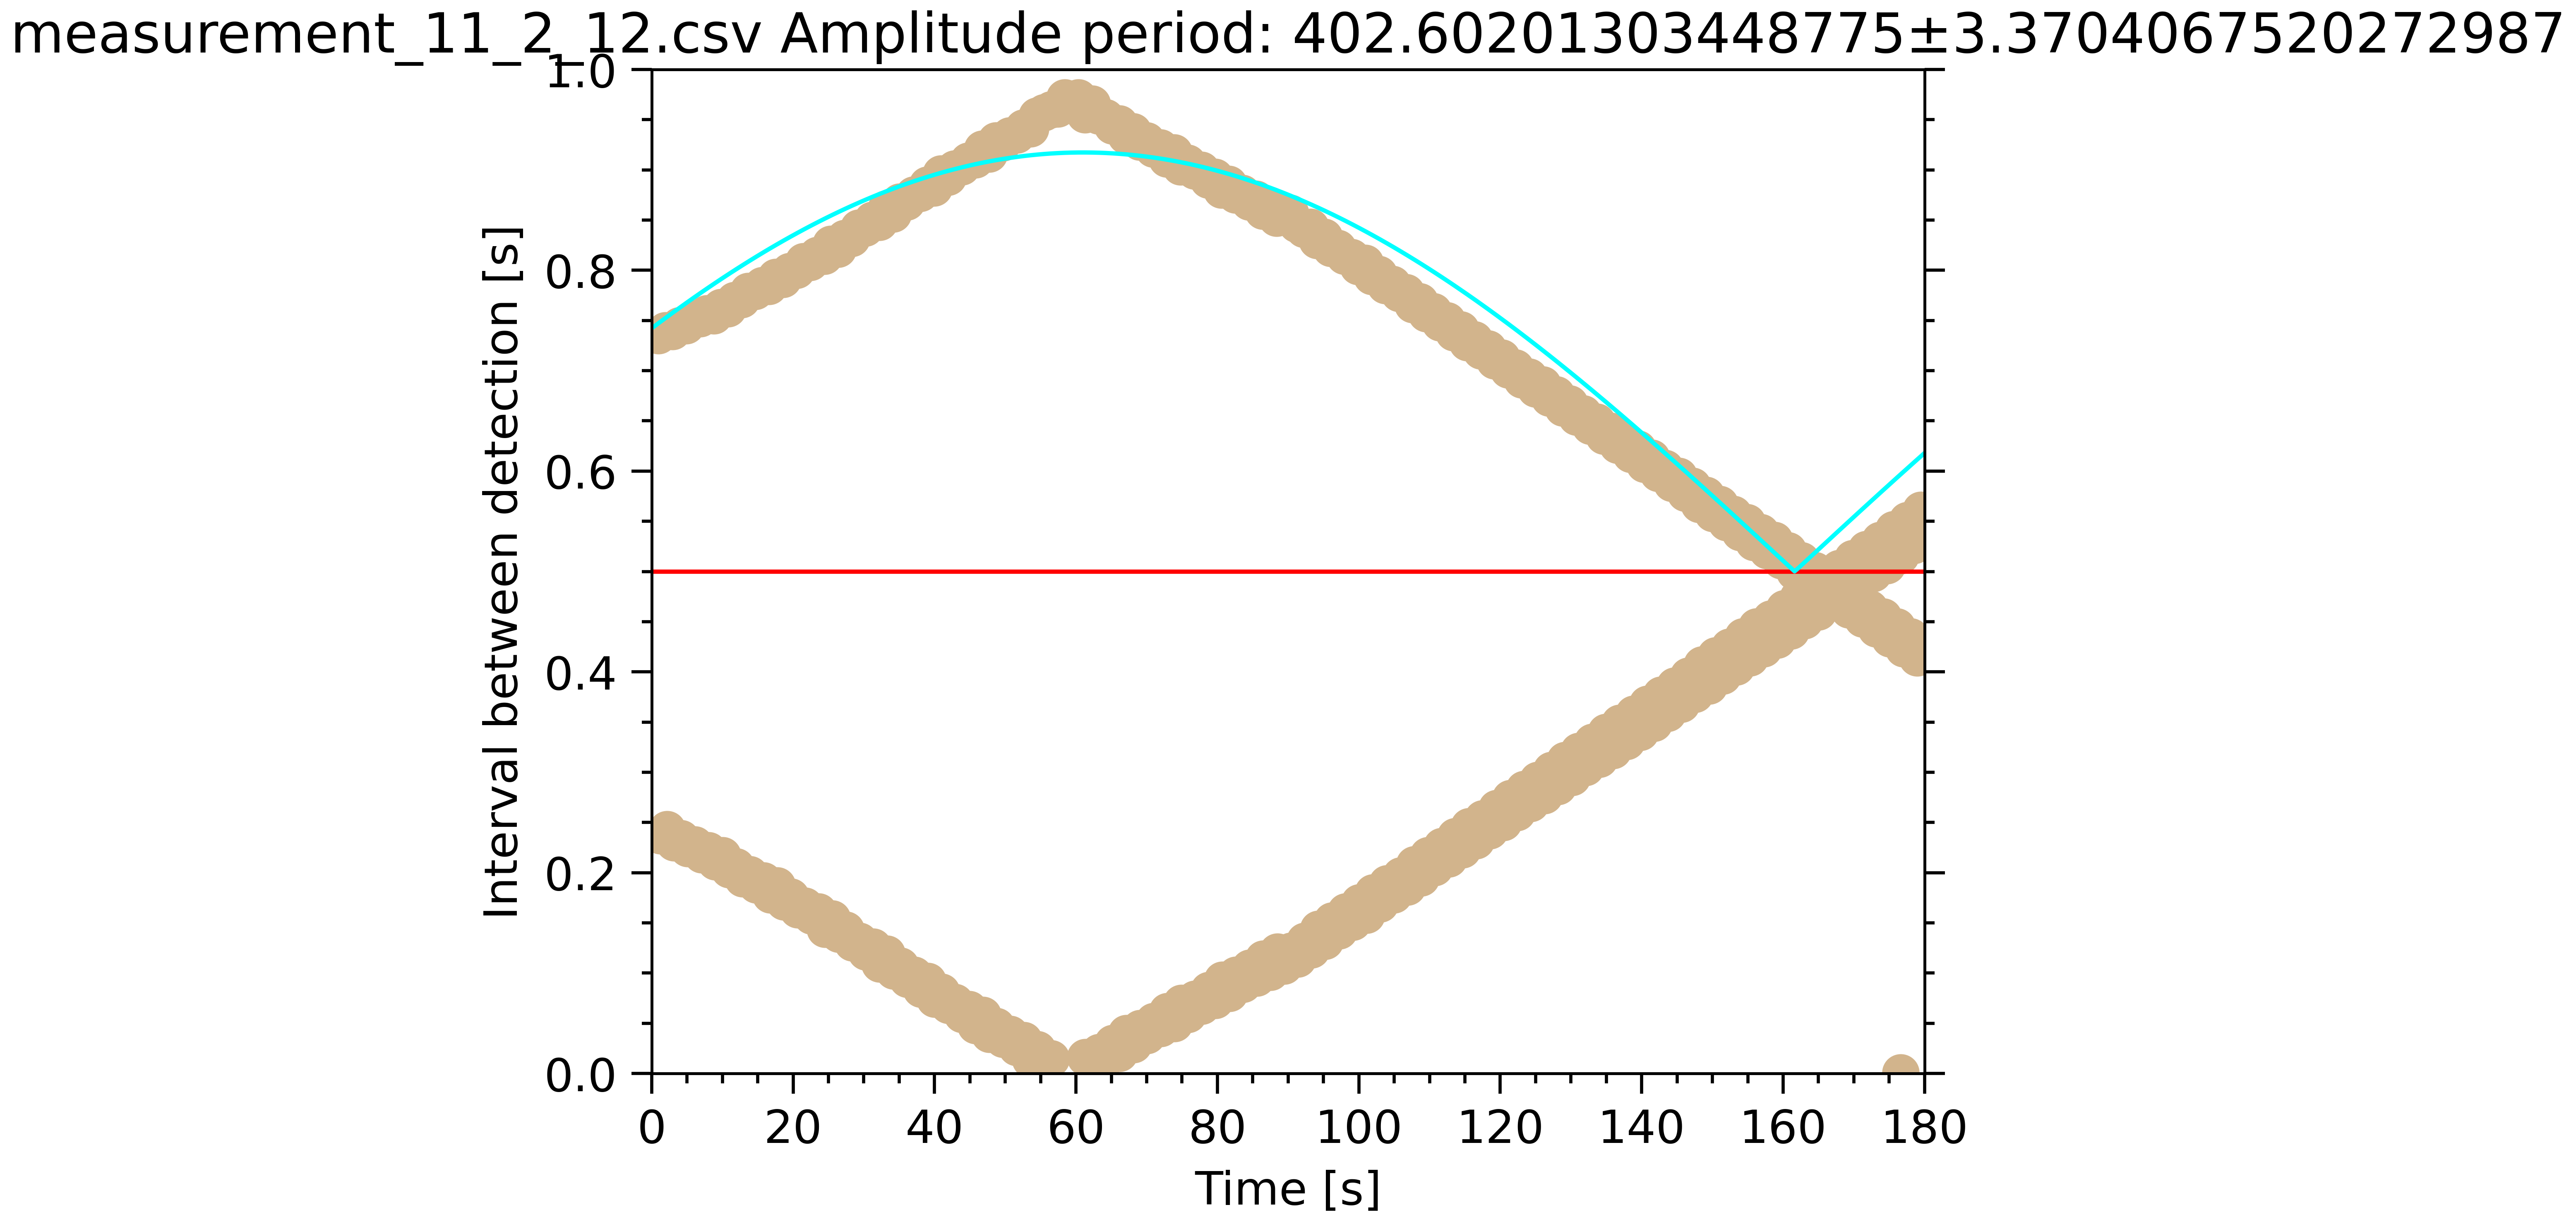 measurement_11_2_12.csv Amplitude period: 402.60201303448775±3.3704067520272987
1.0
0.8
0.6
0.4
0.2
0.0
Interval between detection [s]
0 20 40 60 80 100 120 140 160 180
Time [s]